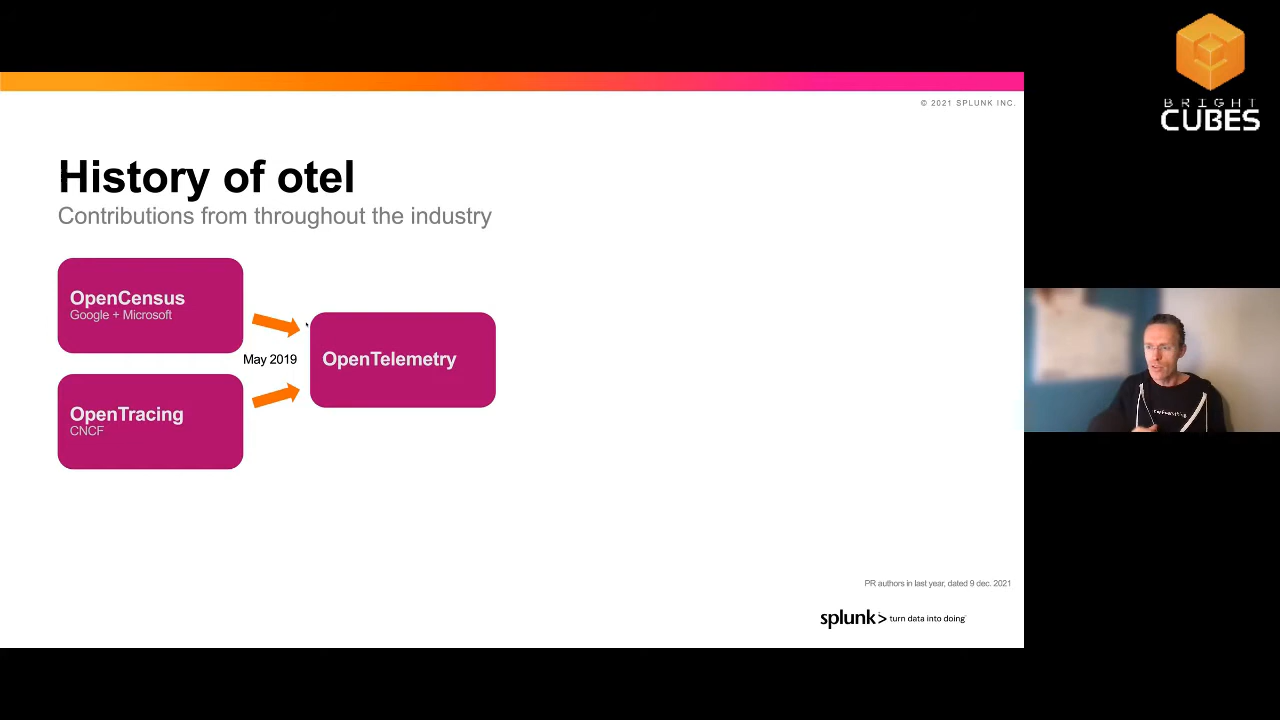 BRIGHT
CUBES
© 2021 SPLUNK INC.
History of otel
Contributions from throughout the industry
OpenCensus
Google + Microsoft
May 2019
OpenTelemetry
OpenTracing
CNCF
PR authors in last year, dated 9 dec. 2021
splunk> turn data into doing